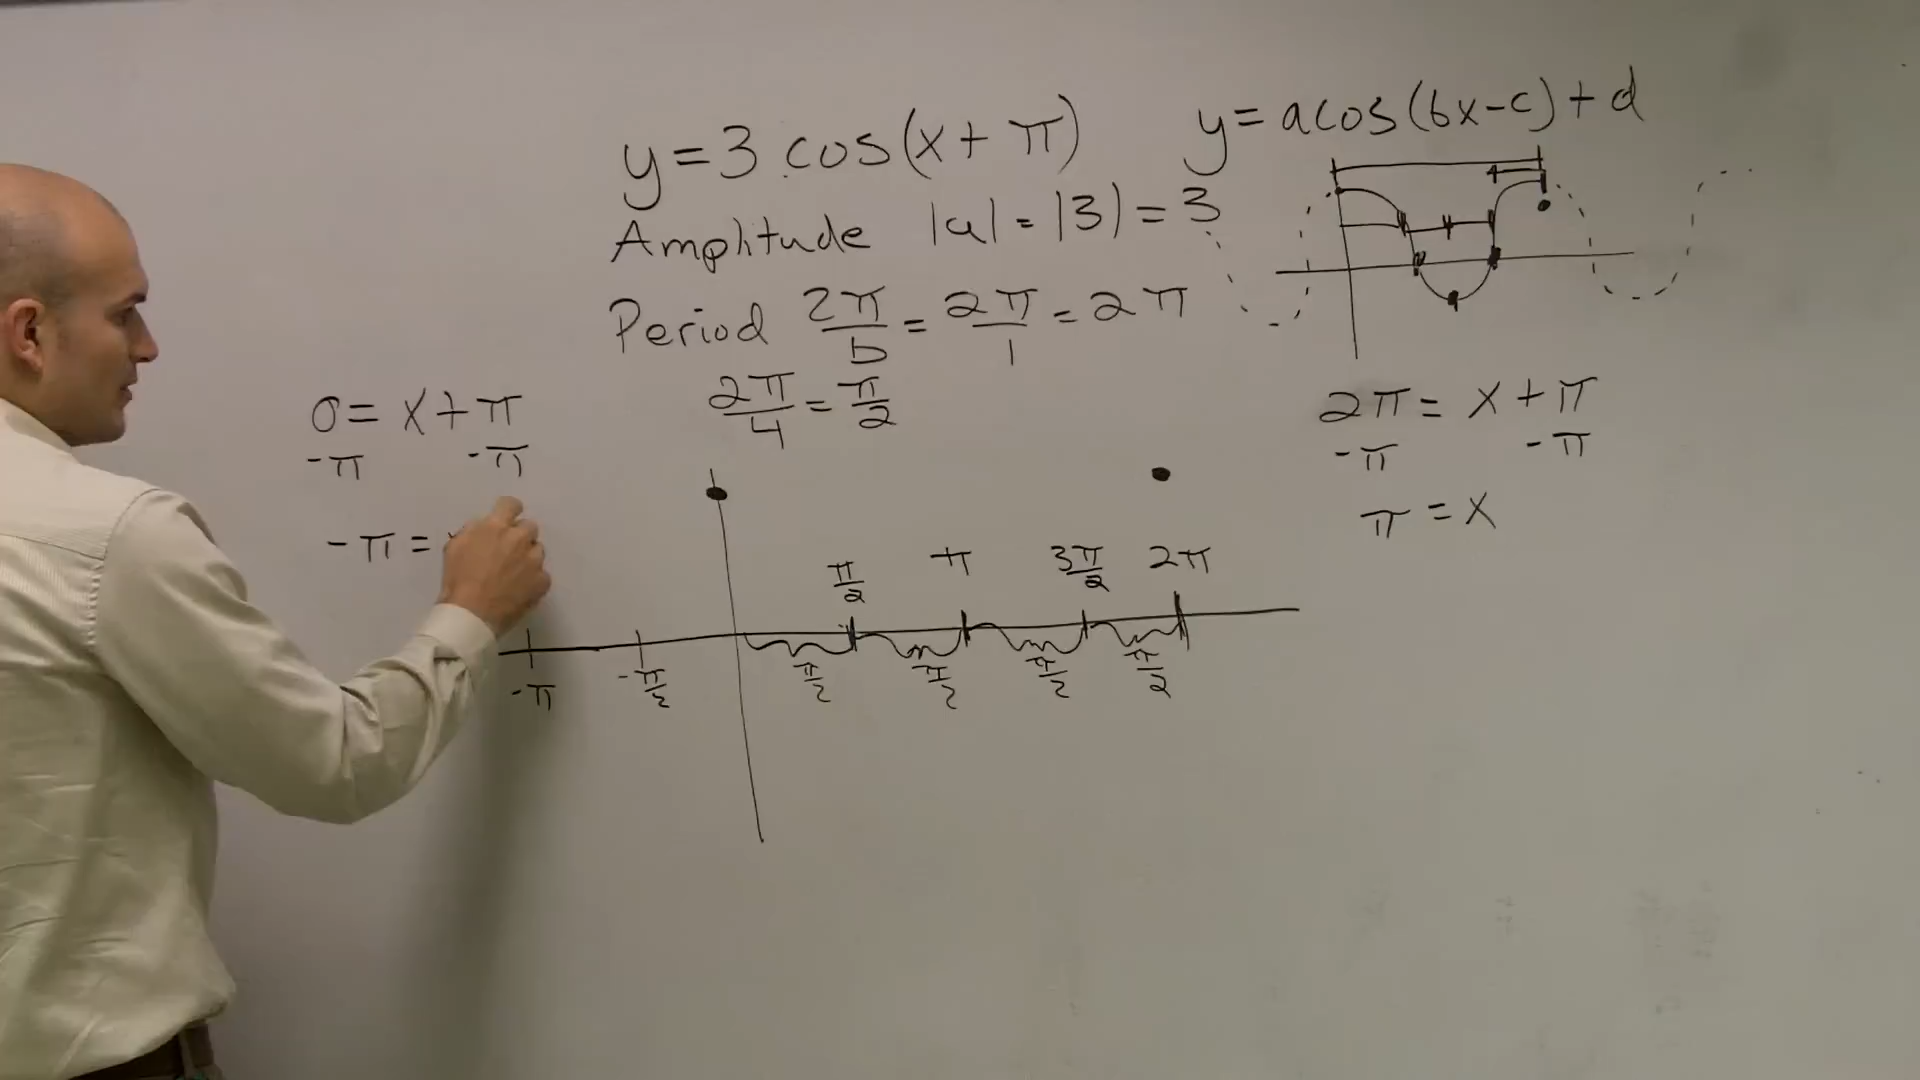 y = 3 cos(x + π)
y = a cos(bx - c) + d
Amplitude |a| = |3| = 3
Period 2π/b = 2π/1 = 2π
2π/4 = π/2
0 = x + π
-π -π
-π =
2π = x + π
-π -π
π = x
π/2 π 3π/2 2π
-π -π/2 π/2 π/2 π/2 π/2